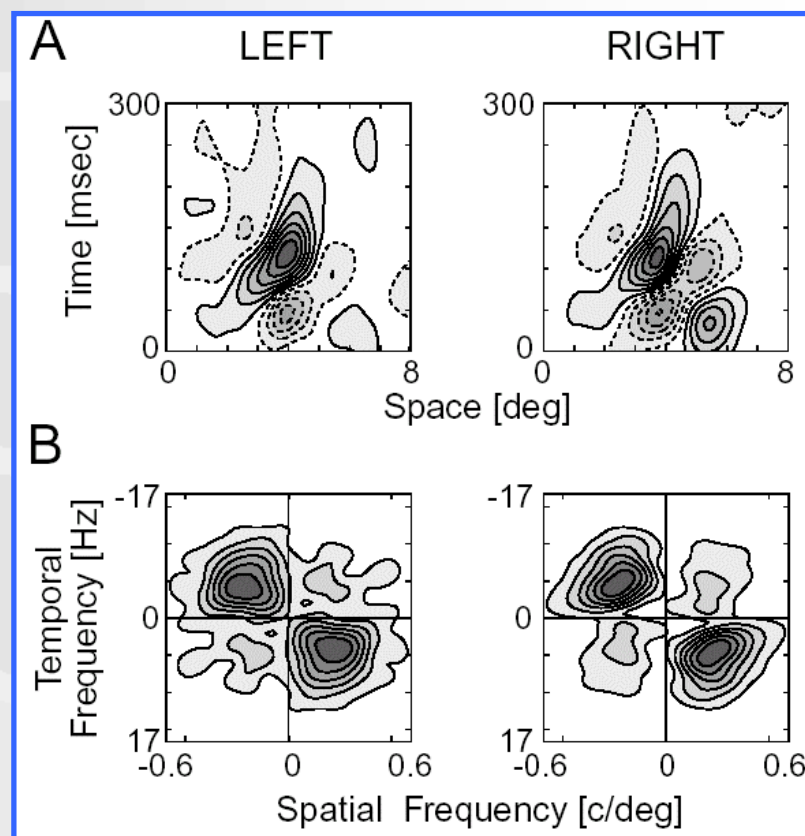 A
LEFT RIGHT
300 300
Time [msec]
0 0
0 8 0 8
Space [deg]
B
-17 -17
Temporal
Frequency [Hz]
0 0
17 17
-0.6 0 0.6 -0.6 0 0.6
Spatial Frequency [c/deg]